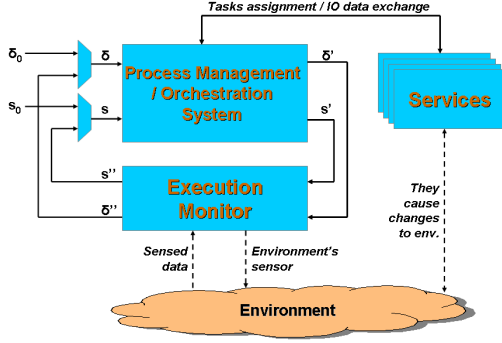 Tasks assignment / IO data exchange
δ0
δ
δ’
Process Management
/ Orchestration
System
Services
s0
s
s’
s’’
Execution
Monitor
δ’’
They
cause
changes
to env.
Sensed
data
Environment’s
sensor
Environment